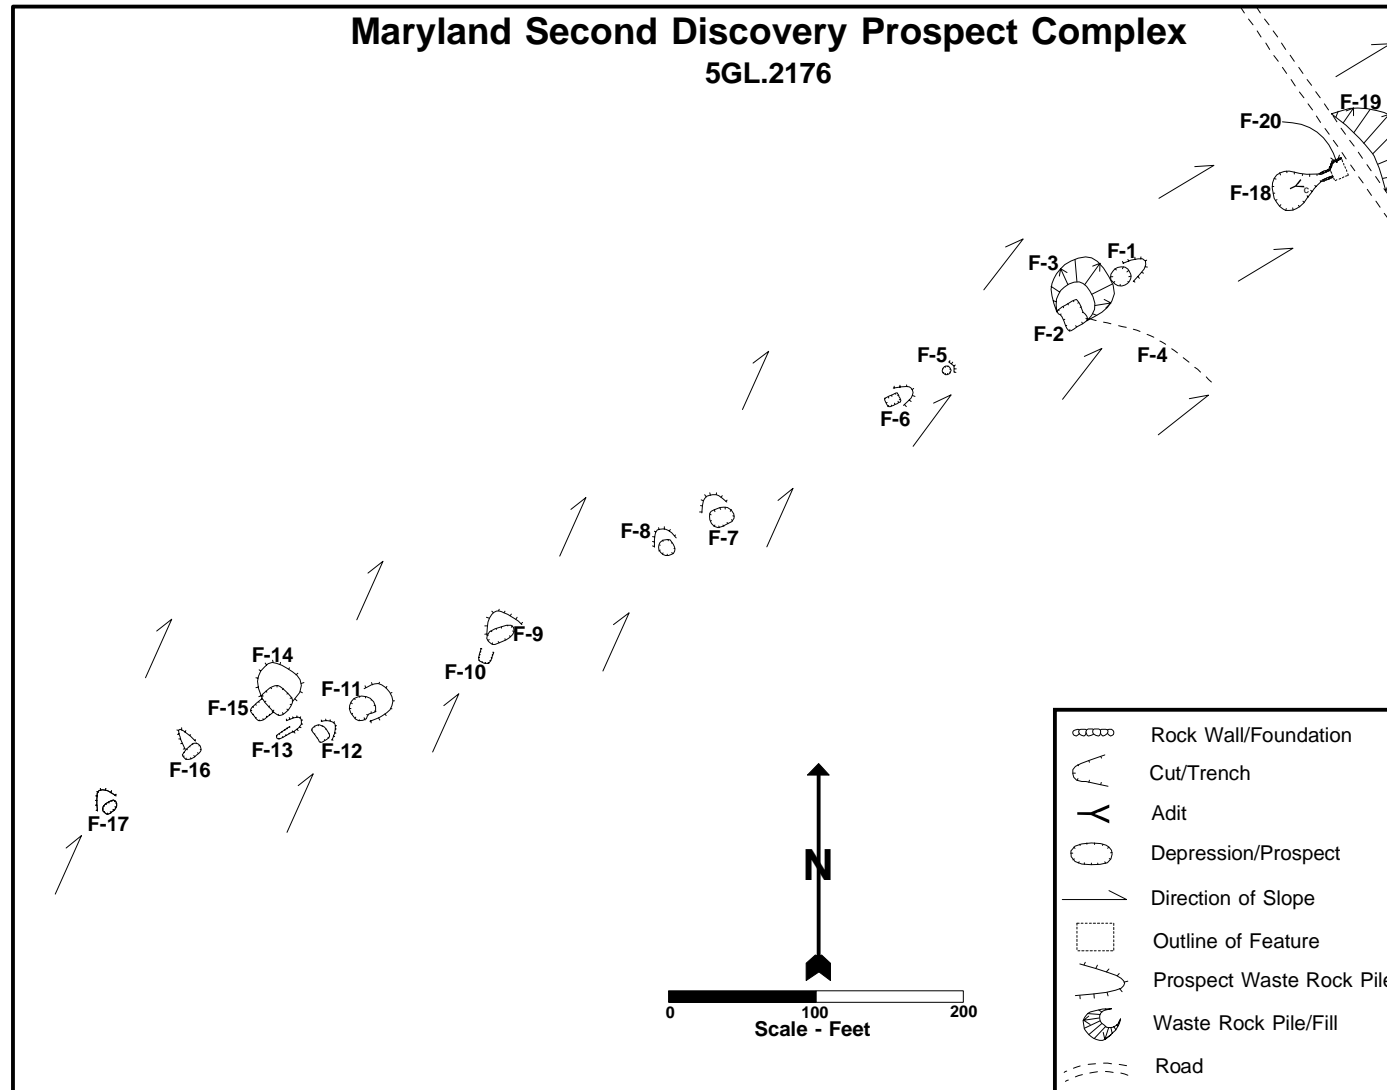 Maryland Second Discovery Prospect Complex
5GL.2176
F-19
F-20
F-18
F-1
F-3
F-2
F-4
F-5
F-6
F-8
F-7
F-9
F-10
F-14
F-11
F-15
F-13
F-12
F-16
F-17
N
0
100
200
Scale - Feet
Rock Wall/Foundation
Cut/Trench
Adit
Depression/Prospect
Direction of Slope
Outline of Feature
Prospect Waste Rock Pile
Waste Rock Pile/Fill
Road
c